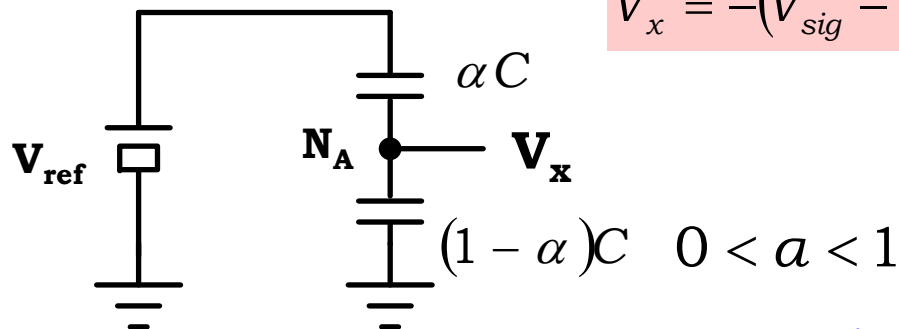 V_x = −(V_sig −
αC
V_ref
N_A
V_x
(1 − α)C 0 < a < 1